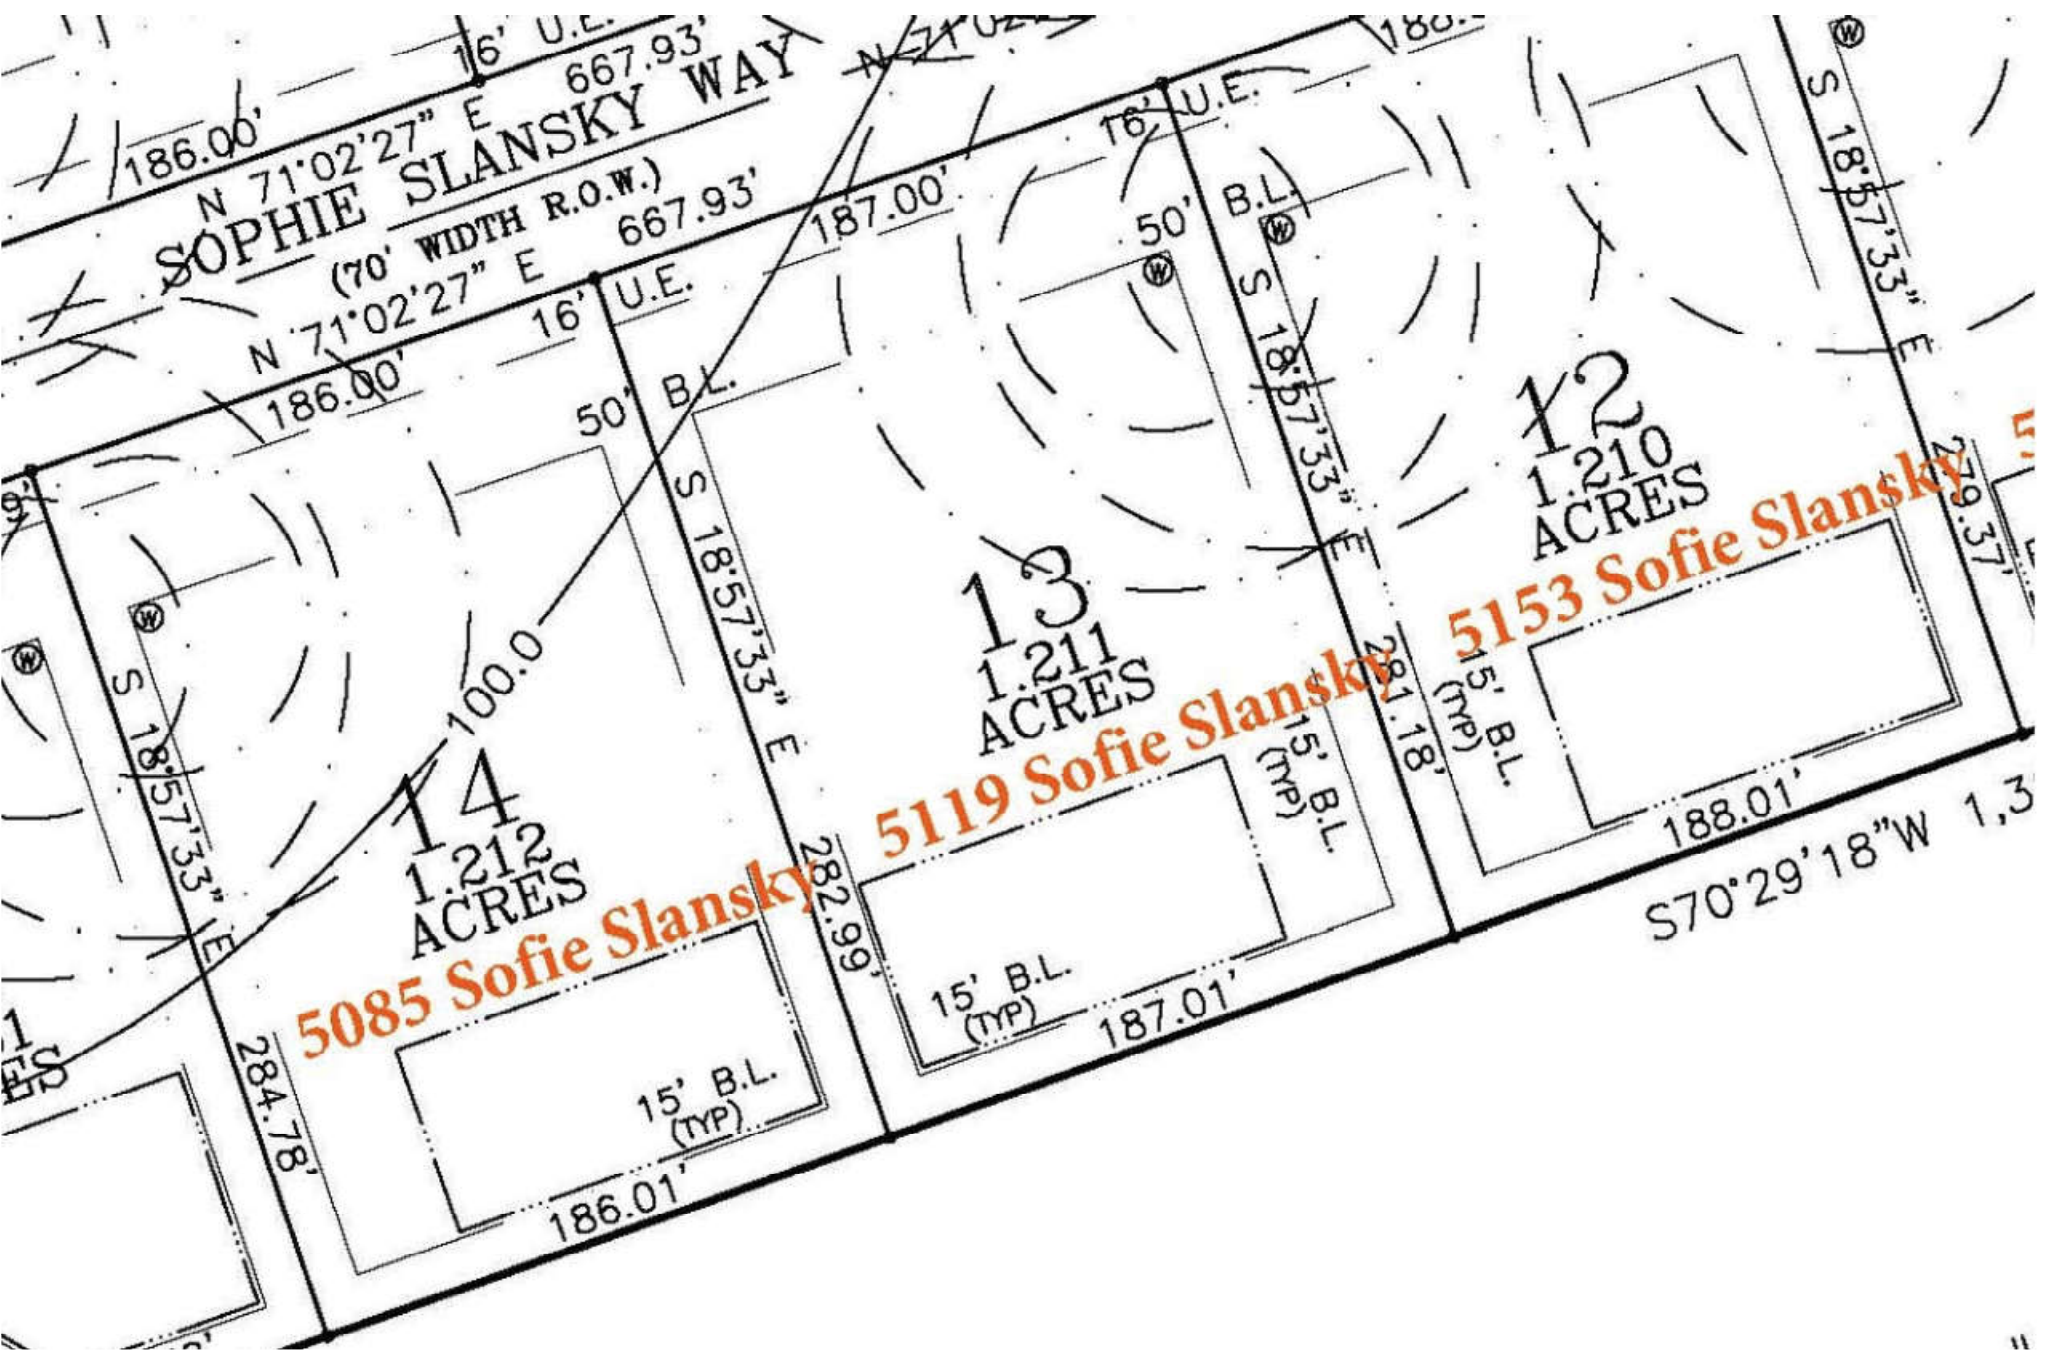 16' U.E.
667.93'
186.00'
N 71°02'27" E
SOPHIE SLANSKY WAY
(70' WIDTH R.O.W.)
N 71°02'27" E
667.93'
187.00'
16' U.E.
50' B.L.
S 18°57'33" E
W
186.00'
16' U.E.
50' B.L.
S 18°57'33" E
W
W
W
W
S 18°57'33" E
S 18°57'33" E
12
1.210
ACRES
5153 Sofie Slansky
279.37'
13
1.211
ACRES
5119 Sofie Slansky
281.18'
15' B.L.
(TYP)
15' B.L.
(TYP)
188.01'
S70°29'18"W
100.0
14
1.212
ACRES
5085 Sofie Slansky
282.99'
15' B.L.
(TYP)
187.01'
284.78'
15' B.L.
(TYP)
186.01'